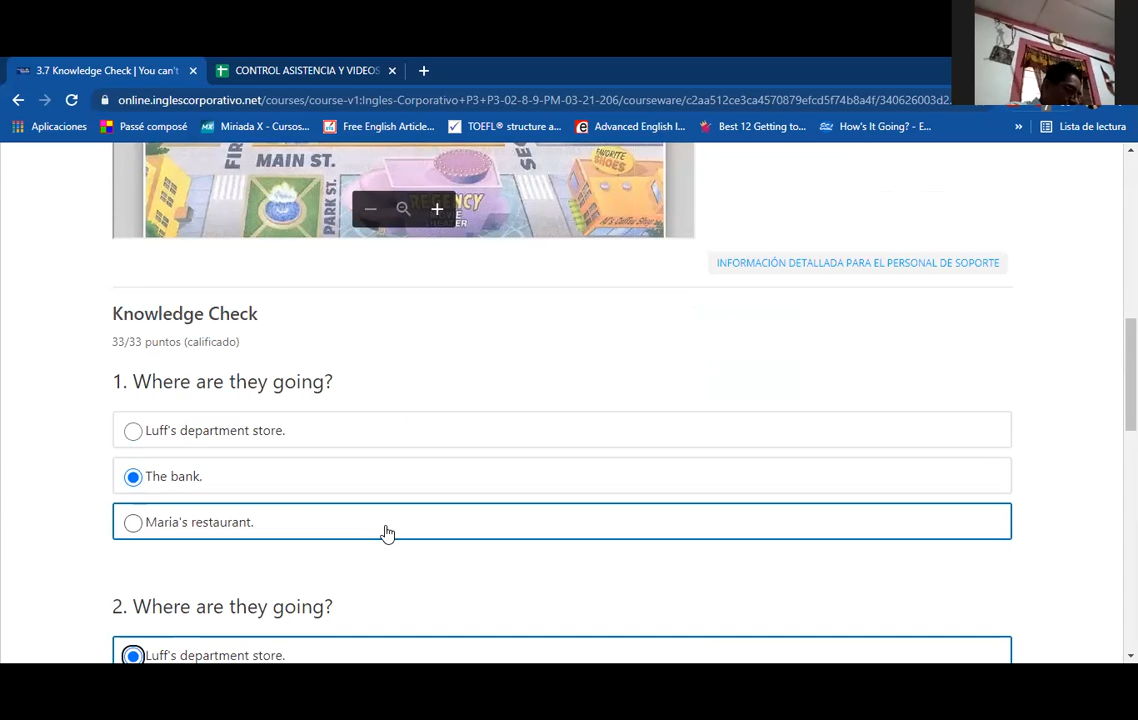 3.7 Knowledge Check | You can't
CONTROL ASISTENCIA Y VIDEOS
online.inglescorporativo.net/courses/course-v1:Ingles-Corporativo+P3+P3-02-8-9-PM-03-21-206/courseware/c2aa512ce3ca4570879efcd5f74b8a4f/340626003d2
Aplicaciones
Passé composé
Miriada X - Cursos...
Free English Article...
TOEFL® structure a...
Advanced English l...
Best 12 Getting to...
How's It Going? - E...
»
Lista de lectura
MAIN ST.
PARK ST.
REGENCY
FAVORITE
SHOES
INFORMACIÓN DETALLADA PARA EL PERSONAL DE SOPORTE
Knowledge Check
33/33 puntos (calificado)
1. Where are they going?
Luff's department store.
The bank.
Maria's restaurant.
2. Where are they going?
Luff's department store.